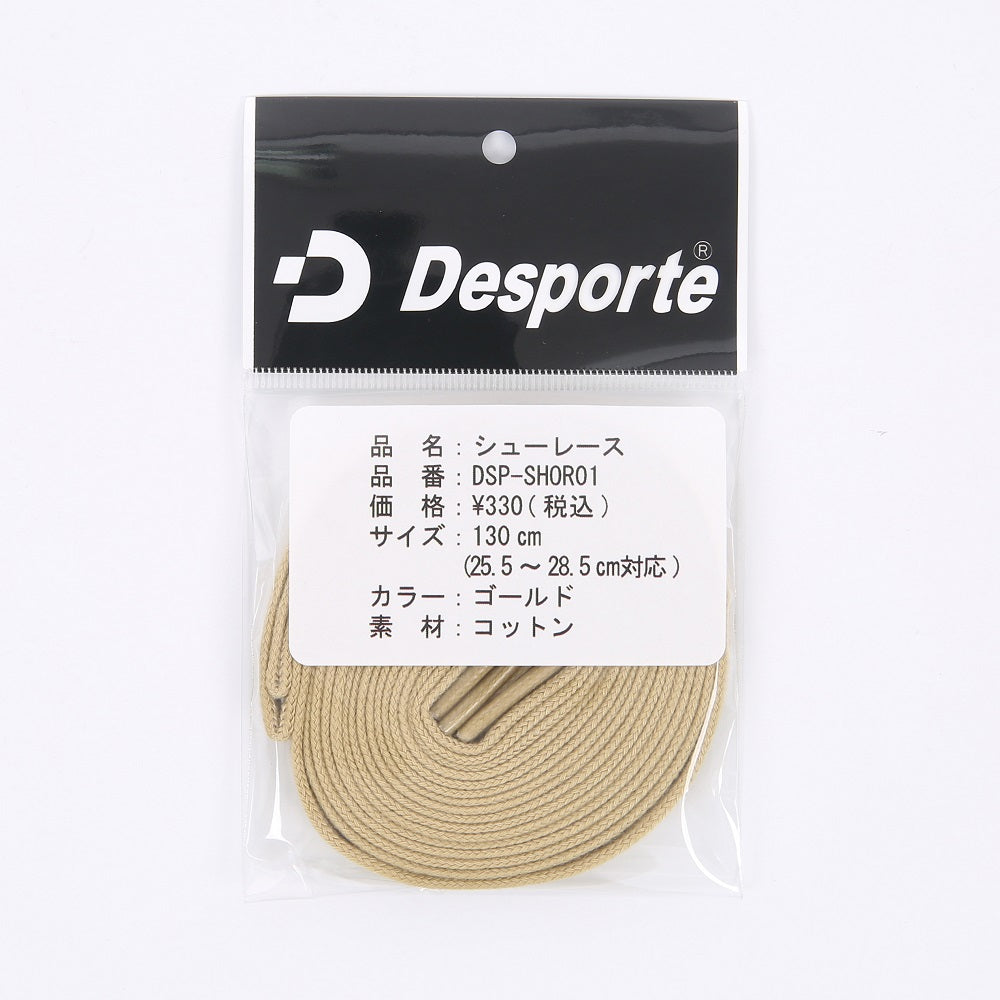 Desporte®
品 名：シューレース
品 番：DSP-SHOR01
価 格：¥330(税込)
サイズ：130cm
(25.5～28.5cm対応)
カラー：ゴールド
素 材：コットン